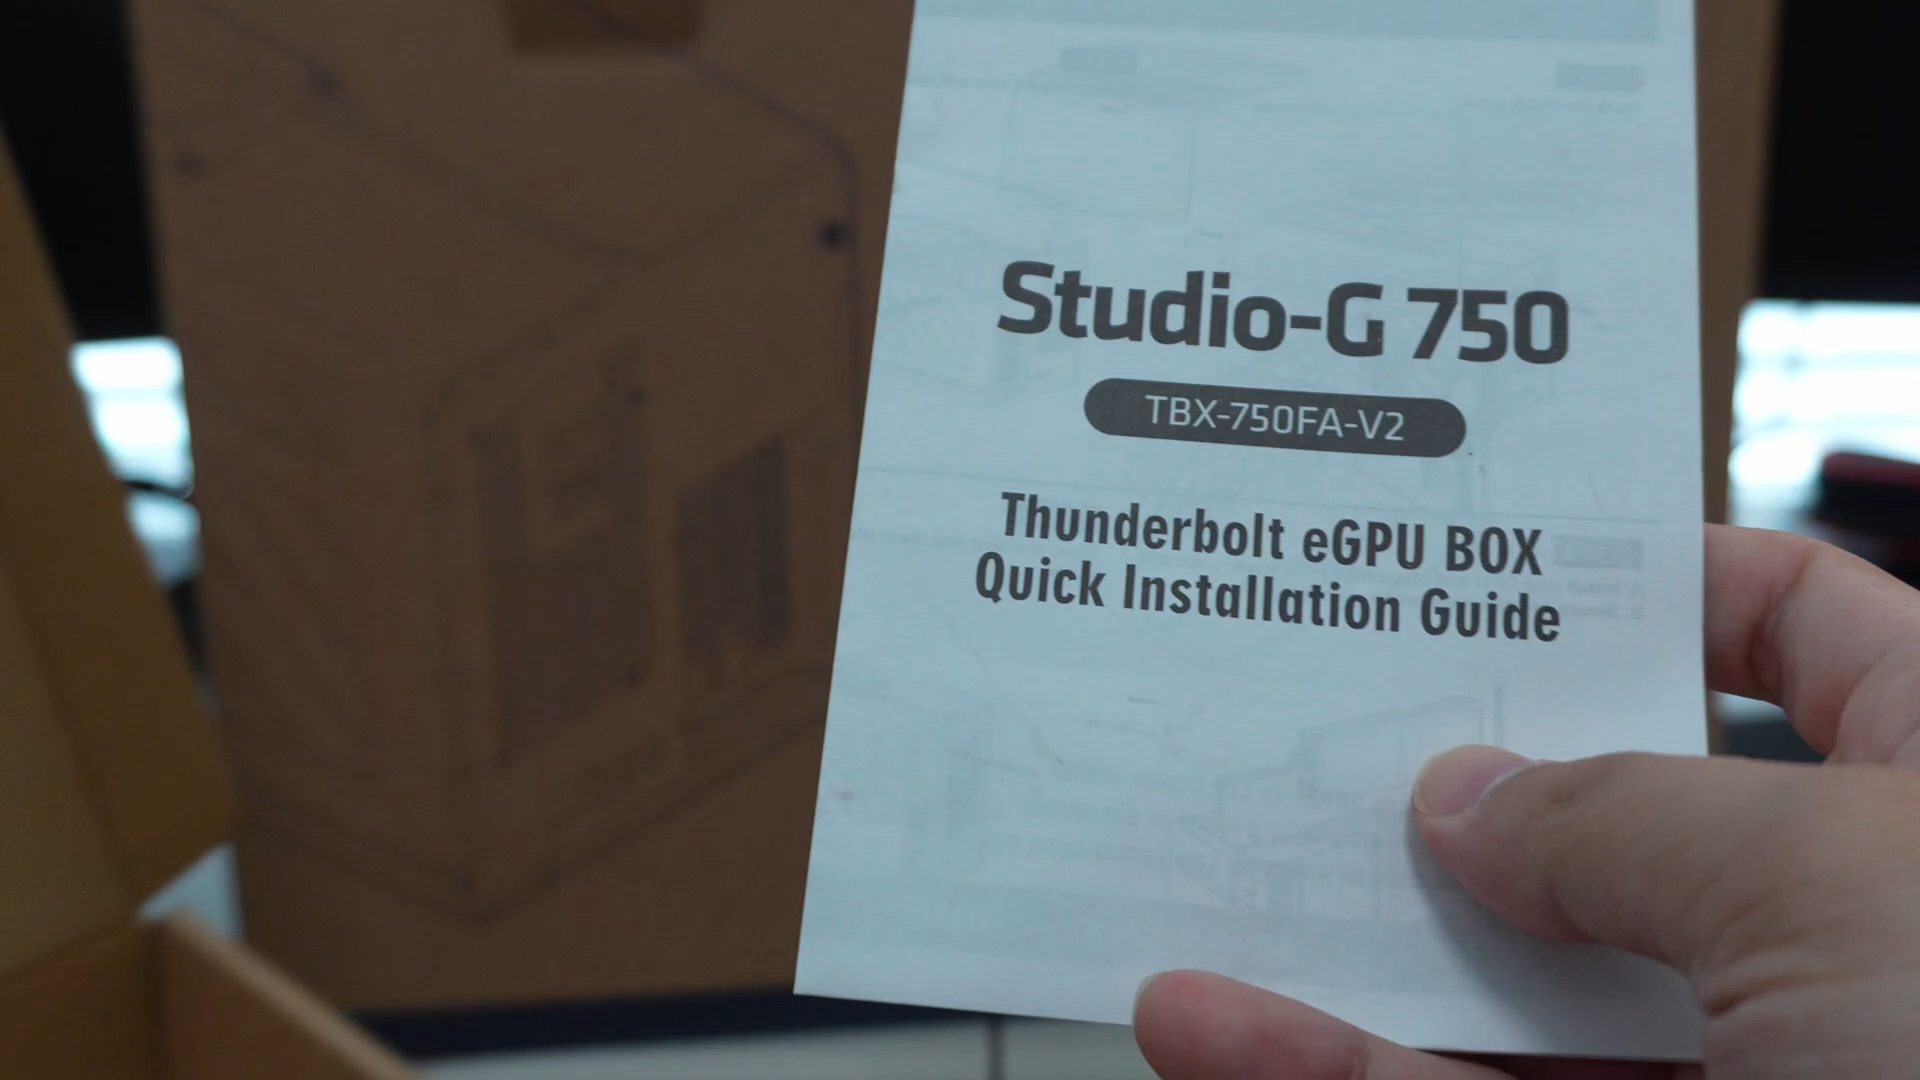 Studio-G 750
TBX-750FA-V2
Thunderbolt eGPU BOX
Quick Installation Guide